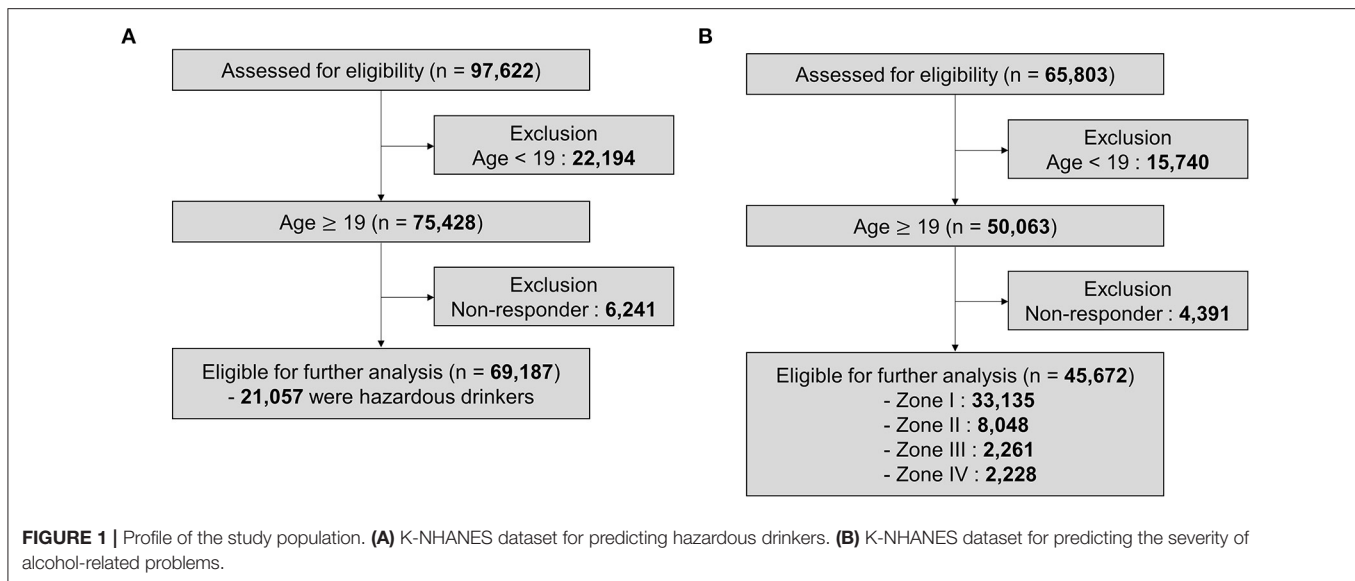 A
Assessed for eligibility (n = 97,622)
Exclusion
Age < 19 : 22,194
Age ≥ 19 (n = 75,428)
Exclusion
Non-responder : 6,241
Eligible for further analysis (n = 69,187)
- 21,057 were hazardous drinkers
B
Assessed for eligibility (n = 65,803)
Exclusion
Age < 19 : 15,740
Age ≥ 19 (n = 50,063)
Exclusion
Non-responder : 4,391
Eligible for further analysis (n = 45,672)
- Zone I : 33,135
- Zone II : 8,048
- Zone III : 2,261
- Zone IV : 2,228
FIGURE 1 | Profile of the study population. (A) K-NHANES dataset for predicting hazardous drinkers. (B) K-NHANES dataset for predicting the severity of
alcohol-related problems.